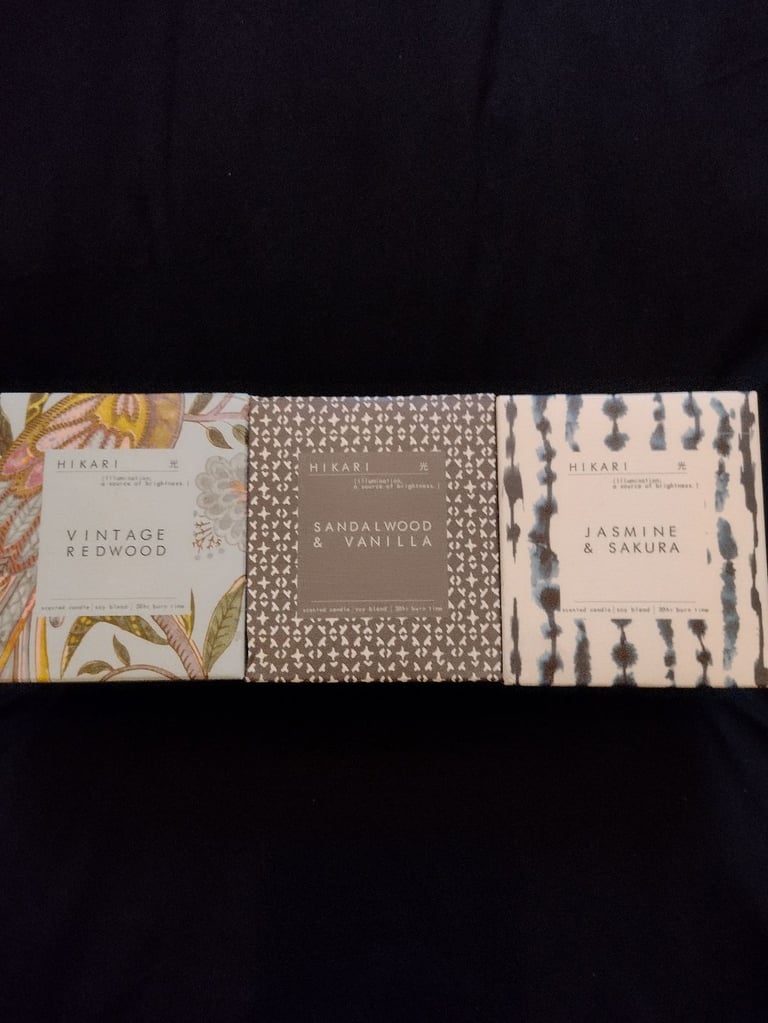 HIKARI 光
(illumination,
a source of brightness.)
VINTAGE
REDWOOD
scented candle | soy blend | 30hr burn time
HIKARI 光
(illumination,
a source of brightness.)
SANDALWOOD
& VANILLA
scented candle | soy blend | 30hr burn time
HIKARI 光
(illumination,
a source of brightness.)
JASMINE
& SAKURA
scented candle | soy blend | 30hr burn time